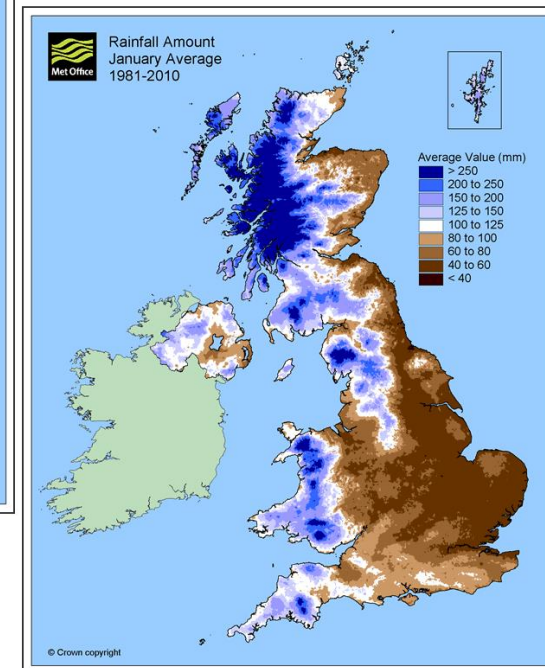 Met Office
Rainfall Amount
January Average
1981-2010
Average Value (mm)
> 250
200 to 250
150 to 200
125 to 150
100 to 125
80 to 100
60 to 80
40 to 60
< 40
© Crown copyright